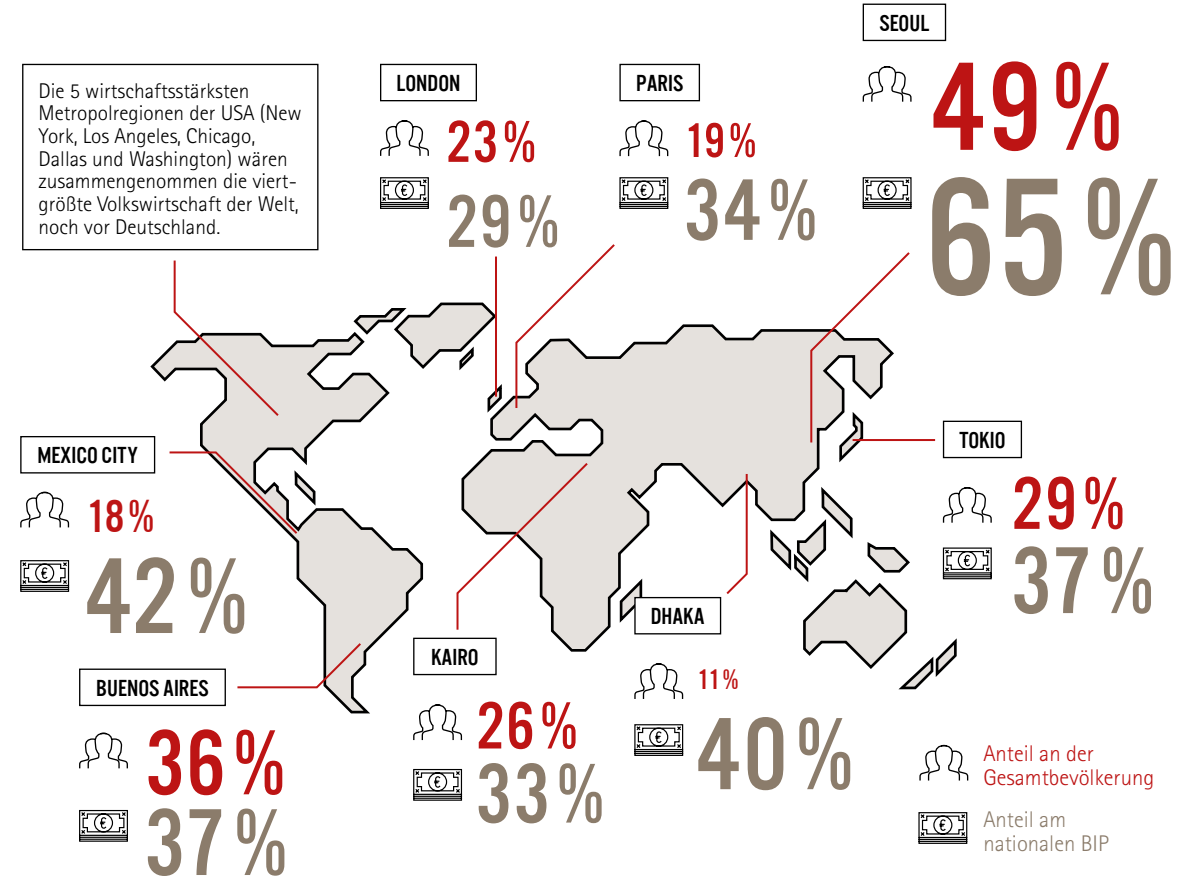 Die 5 wirtschaftsstärksten
Metropolregionen der USA (New
York, Los Angeles, Chicago,
Dallas und Washington) wären
zusammengenommen die viert-
größte Volkswirtschaft der Welt,
noch vor Deutschland.
LONDON
23%
29%
PARIS
19%
34%
SEOUL
49%
65%
MEXICO CITY
18%
42%
TOKIO
29%
37%
BUENOS AIRES
36%
37%
KAIRO
26%
33%
DHAKA
11%
40%
Anteil an der
Gesamtbevölkerung
Anteil am
nationalen BIP